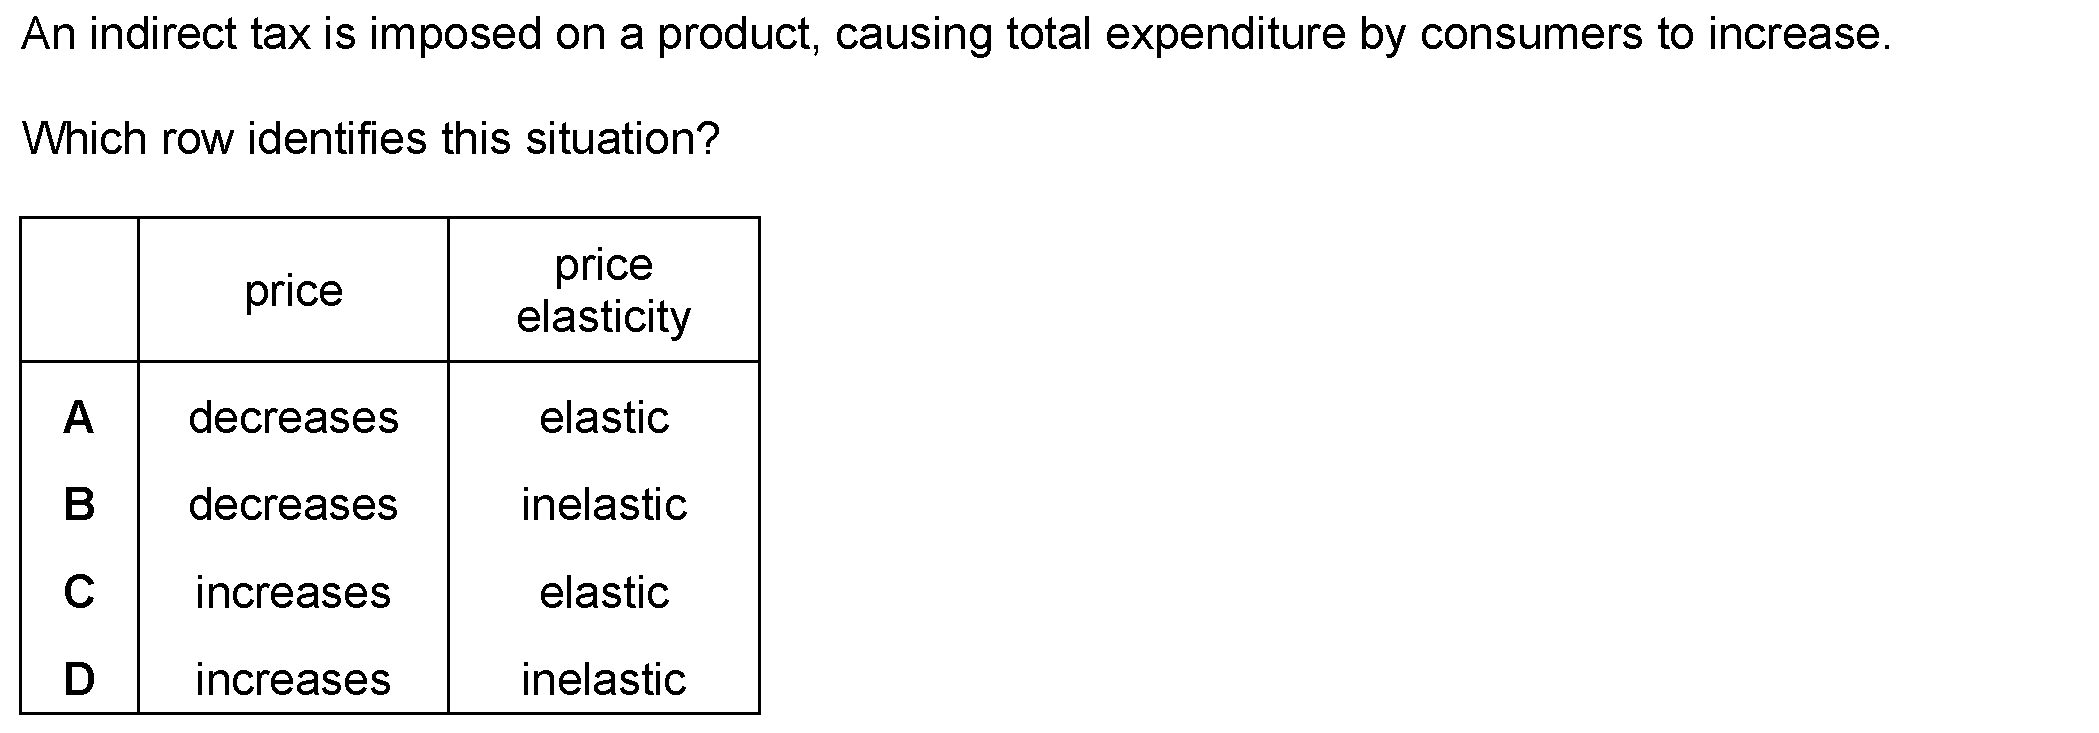 An indirect tax is imposed on a product, causing total expenditure by consumers to increase.
Which row identifies this situation?
price
price
elasticity
A decreases elastic
B decreases inelastic
C increases elastic
D increases inelastic